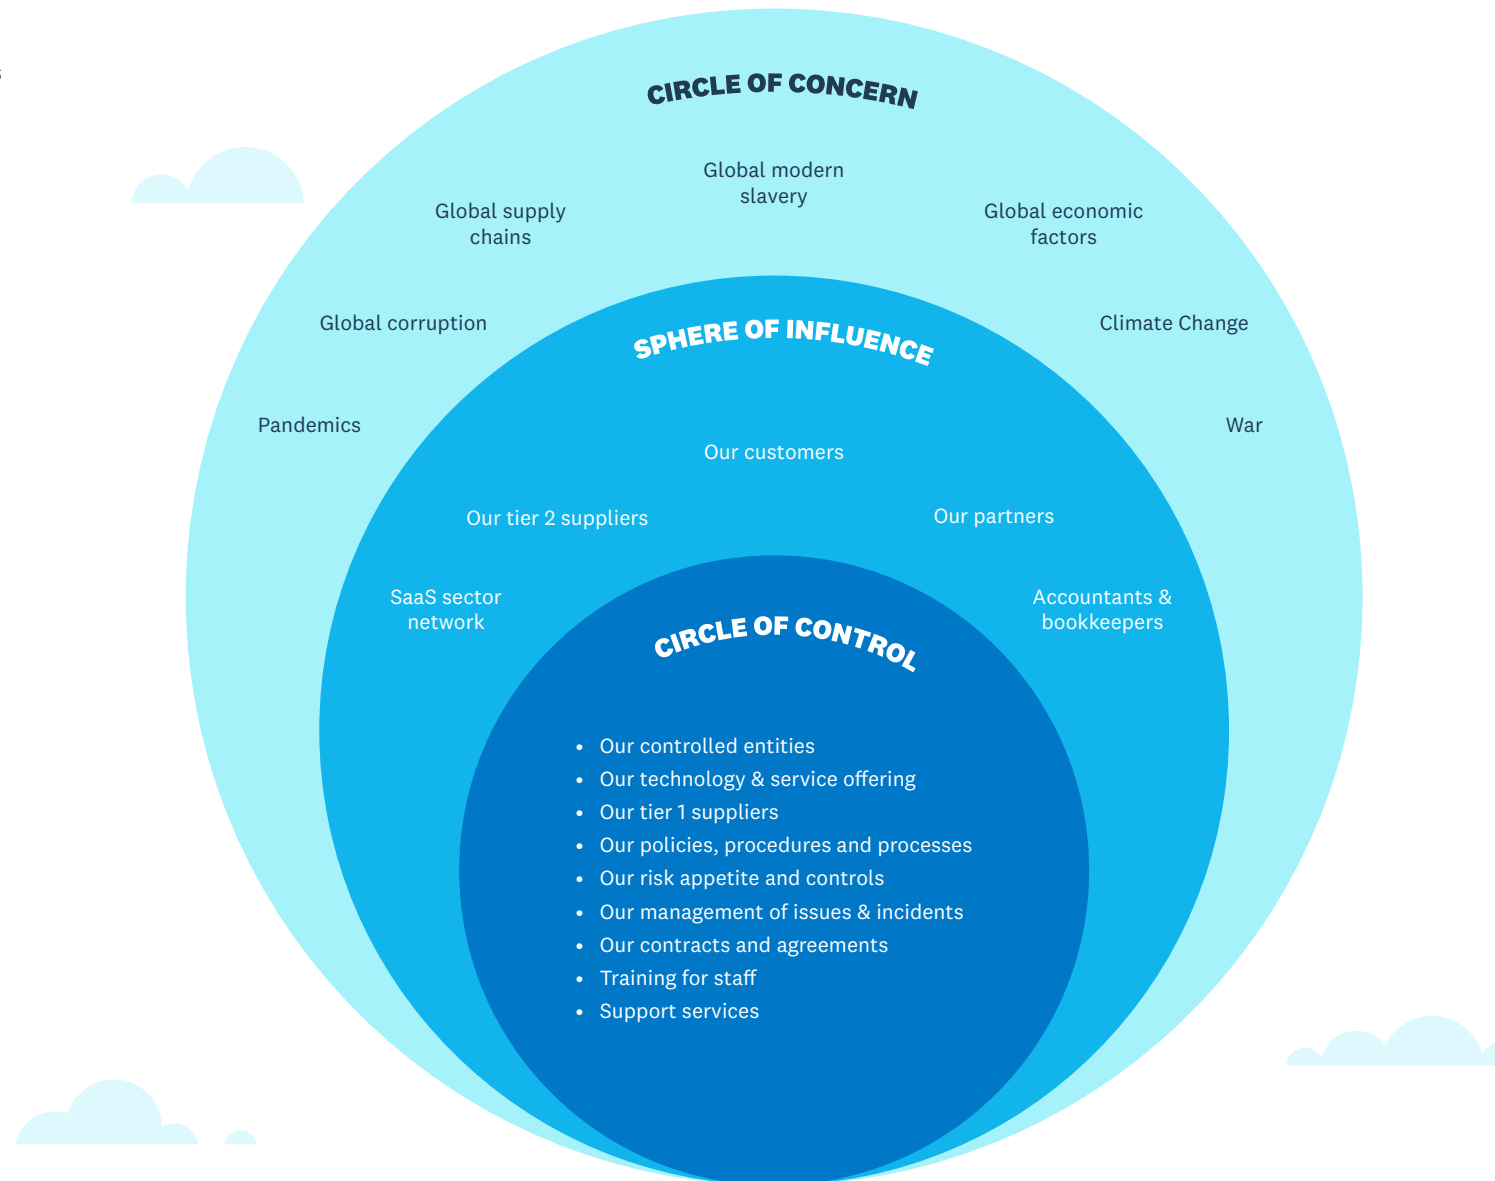 CIRCLE OF CONCERN
Global modern
slavery
Global supply
chains
Global economic
factors
Global corruption
Climate Change
Pandemics
War
SPHERE OF INFLUENCE
Our customers
Our tier 2 suppliers
Our partners
SaaS sector
network
Accountants &
bookkeepers
CIRCLE OF CONTROL
• Our controlled entities
• Our technology & service offering
• Our tier 1 suppliers
• Our policies, procedures and processes
• Our risk appetite and controls
• Our management of issues & incidents
• Our contracts and agreements
• Training for staff
• Support services